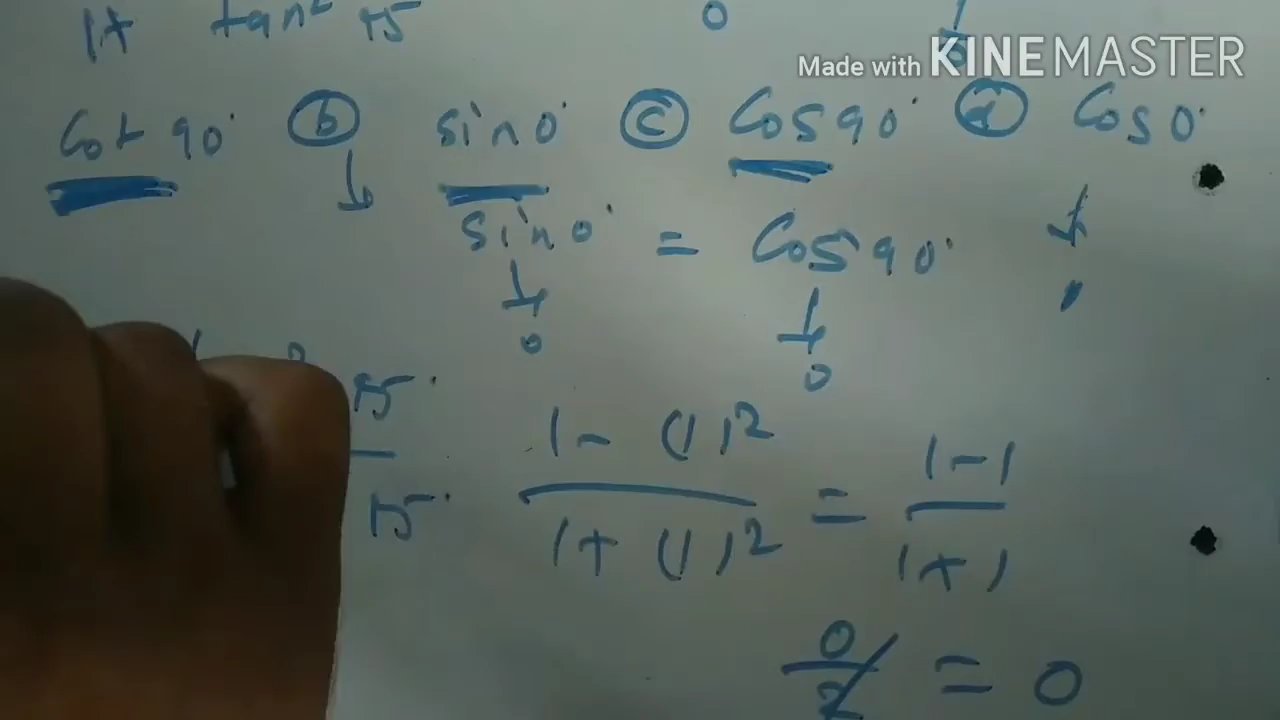 1+ tan² 45 0 1
Made with KINEMASTER
Cot 90° (b) sin 0° (c) Cos 90° (d) Cos 0°
sin 0° = Cos 90°
0 0
45°
1 - (1)² 1-1
— = —
45° 1 + (1)² 1+1
0/2 = 0